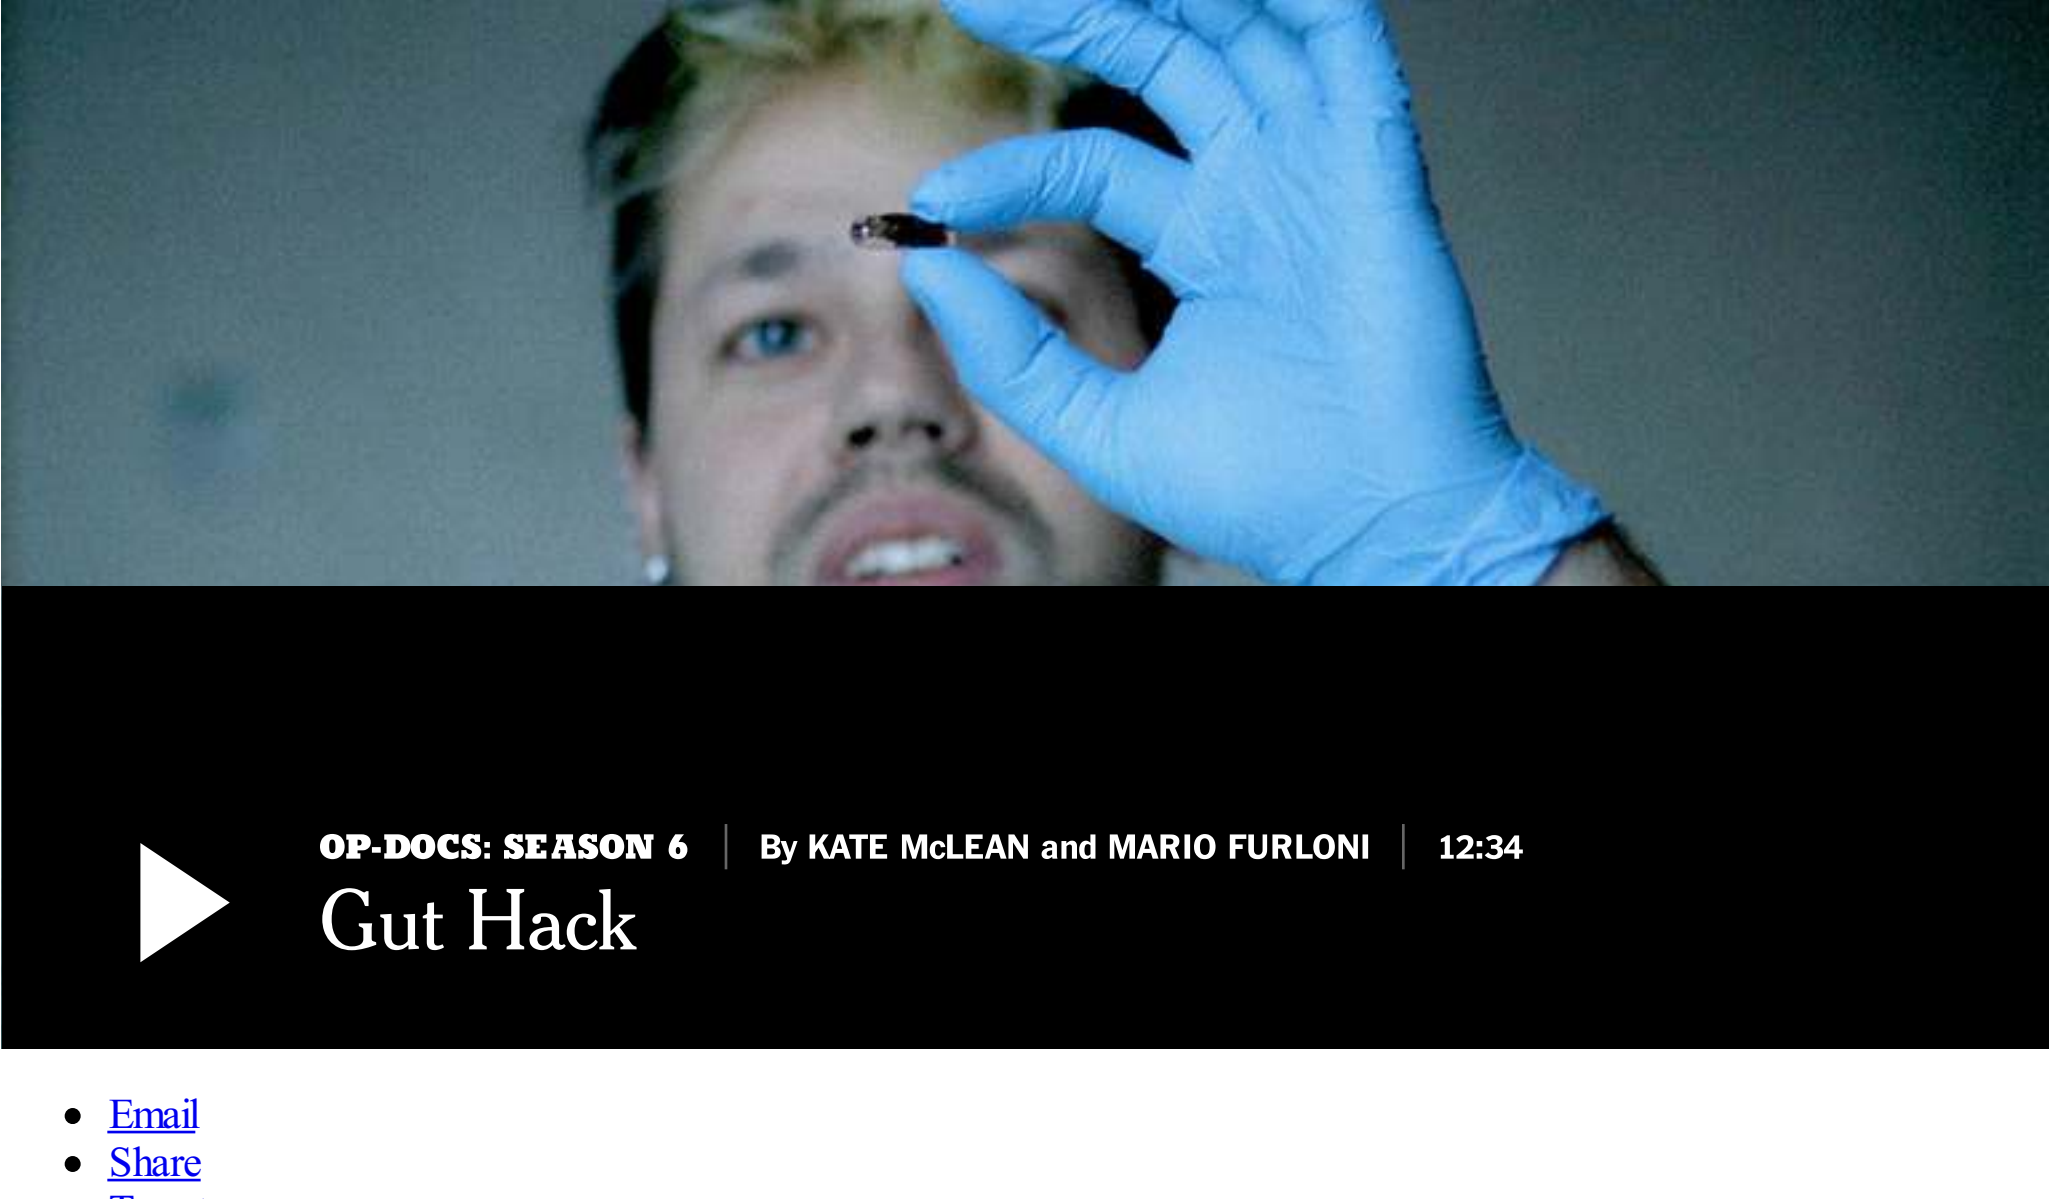 OP-DOCS: SEASON 6 | By KATE McLEAN and MARIO FURLONI | 12:34
Gut Hack
Email
Share